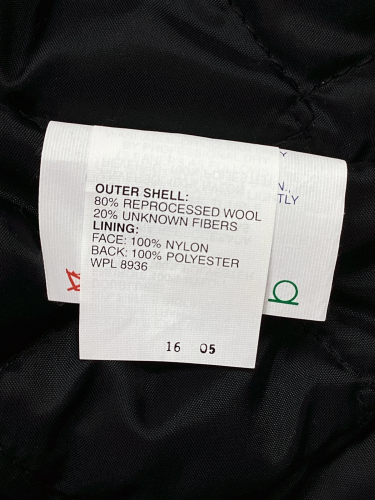 OUTER SHELL:
80% REPROCESSED WOOL
20% UNKNOWN FIBERS
LINING:
FACE: 100% NYLON
BACK: 100% POLYESTER
WPL 8936
16 05